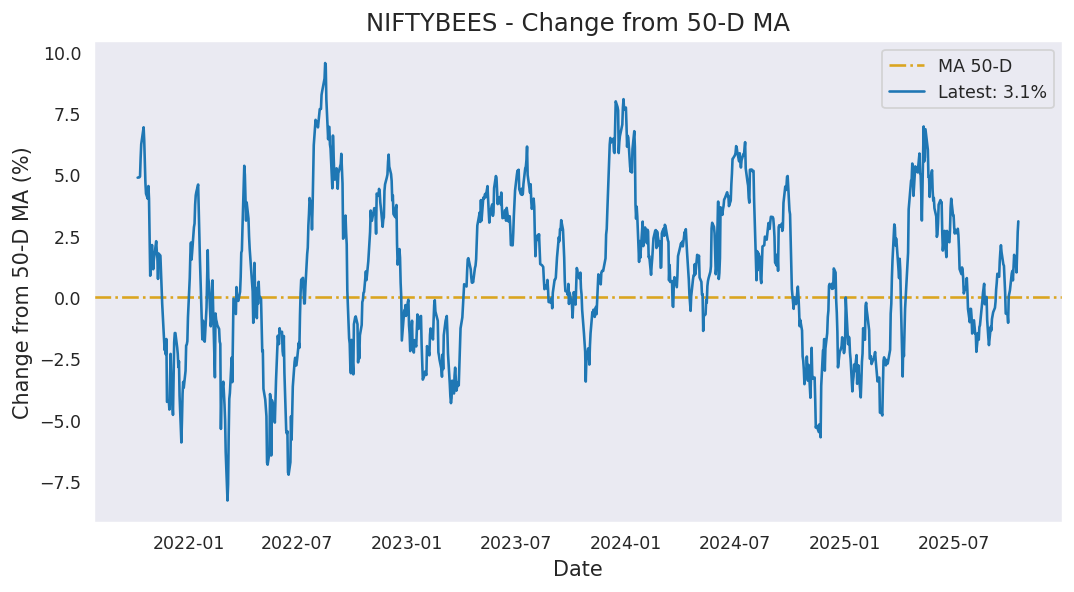 NIFTYBEES - Change from 50-D MA
MA 50-D
Latest: 3.1%
Change from 50-D MA (%)
10.0
7.5
5.0
2.5
0.0
−2.5
−5.0
−7.5
2022-01 2022-07 2023-01 2023-07 2024-01 2024-07 2025-01 2025-07
Date